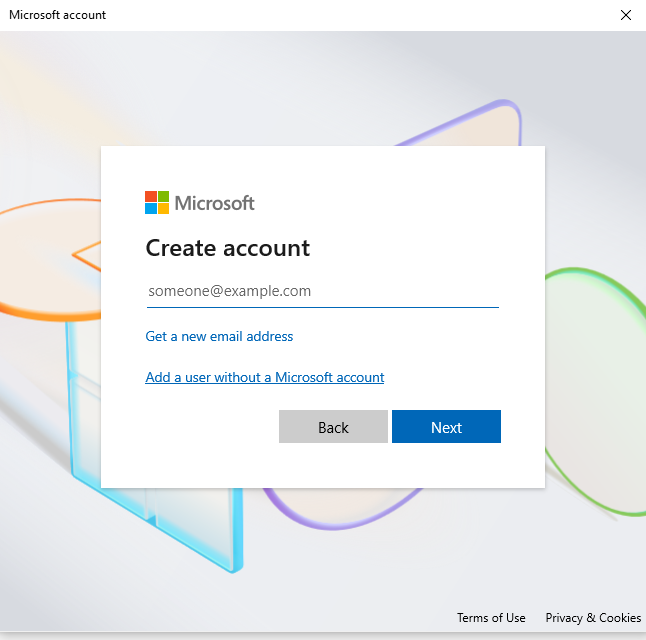 Microsoft account
Microsoft
Create account
someone@example.com
Get a new email address
Add a user without a Microsoft account
Back Next
Terms of Use Privacy & Cookies